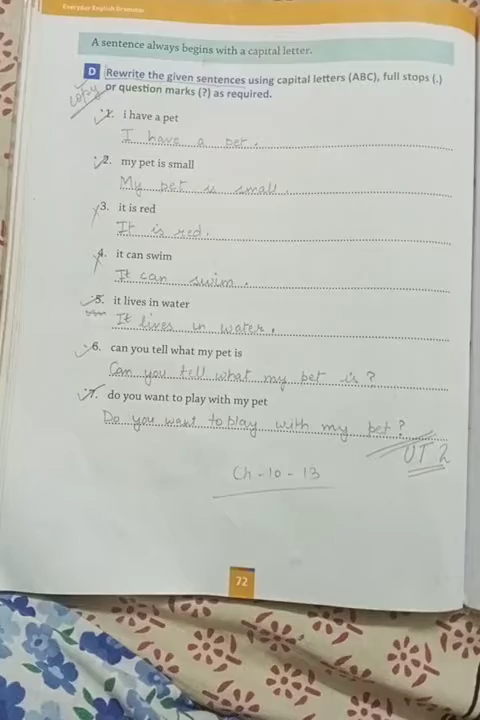 Everyday English Grammar
A sentence always begins with a capital letter.
D Rewrite the given sentences using capital letters (ABC), full stops (.)
copy or question marks (?) as required.
1. i have a pet
I have a pet.
2. my pet is small
My pet is small.
3. it is red
It is red.
4. it can swim
It can swim.
5. it lives in water
It lives in water.
6. can you tell what my pet is
Can you tell what my pet is?
7. do you want to play with my pet
Do you want to play with my pet?
UT 2
Ch-10-13
72